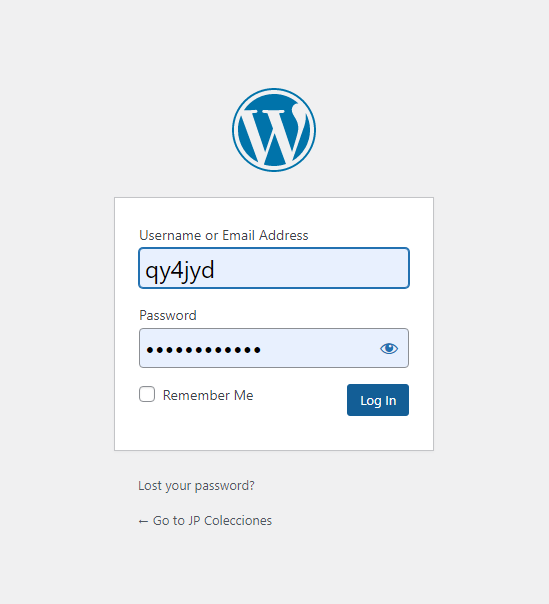 Username or Email Address
qy4jyd
Password
••••••••••••
Remember Me
Log In
Lost your password?
← Go to JP Colecciones